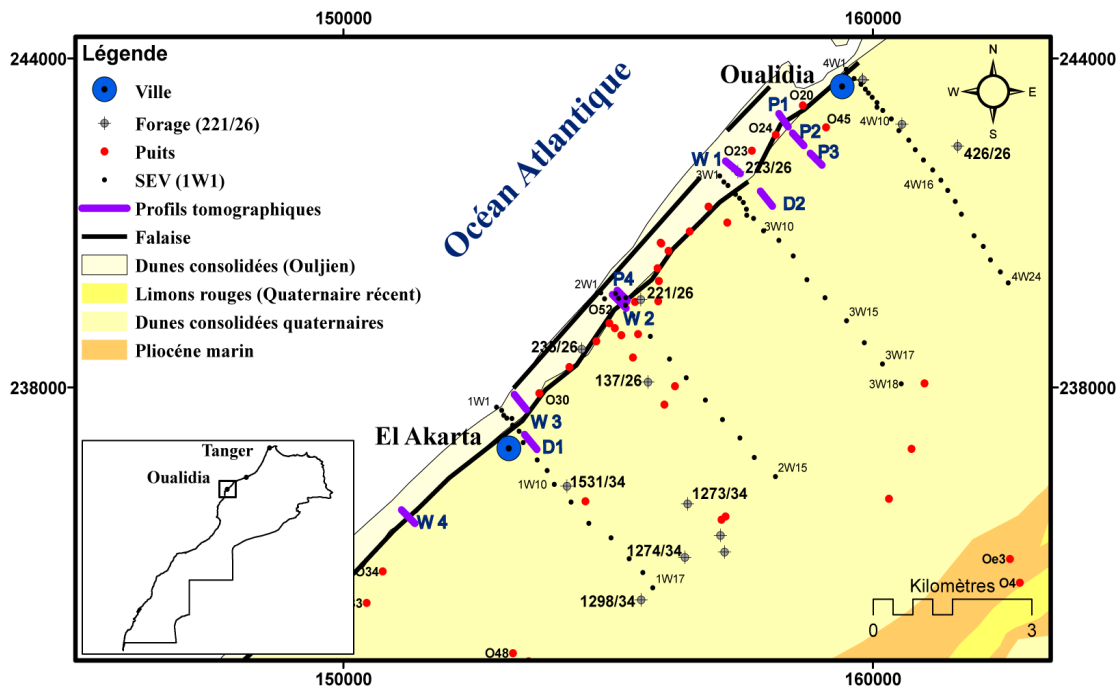 150000
160000
244000
244000
Légende
Ville
Forage (221/26)
Puits
SEV (1W1)
Profils tomographiques
Falaise
Dunes consolidées (Ouljien)
Limons rouges (Quaternaire récent)
Dunes consolidées quaternaires
Pliocéne marin
Océan Atlantique
Oualidia
4W1
N
W
E
S
O20
P1
O45
4W10
O24
P2
426/26
O23
P3
W 1
223/26
3W1
4W16
D2
3W10
4W24
2W1
P4
221/26
O52
W 2
3W15
235/26
3W17
238000
137/26
3W18
238000
O30
1W1
W 3
El Akarta
D1
Tanger
Oualidia
2W15
1W10
1531/34
1273/34
W 4
1274/34
Oe3
O34
1W17
O4
Kilomètres
1298/34
0
3
O48
150000
160000